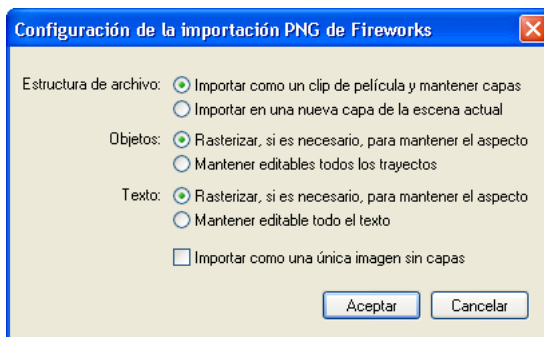 Configuración de la importación PNG de Fireworks
Estructura de archivo: Importar como un clip de película y mantener capas
Importar en una nueva capa de la escena actual
Objetos: Rasterizar, si es necesario, para mantener el aspecto
Mantener editables todos los trayectos
Texto: Rasterizar, si es necesario, para mantener el aspecto
Mantener editable todo el texto
Importar como una única imagen sin capas
Aceptar Cancelar